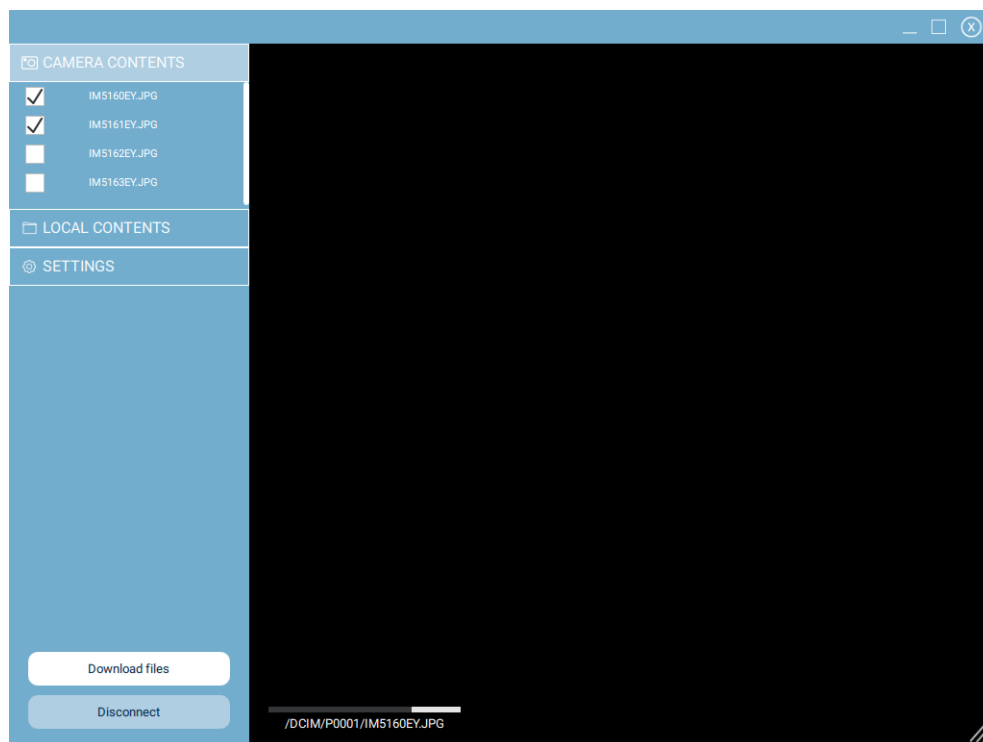 CAMERA CONTENTS
IM5160EY.JPG
IM5161EY.JPG
IM5162EY.JPG
IM5163EY.JPG
LOCAL CONTENTS
SETTINGS
Download files
Disconnect
/DCIM/P0001/IM5160EY.JPG